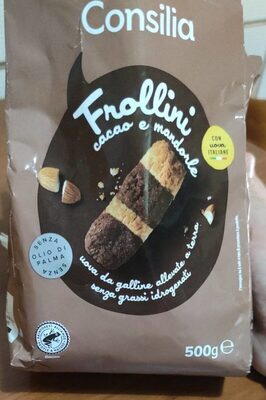 Consilia
Frollini
cacao e mandorle
CON
uova
ITALIANE
SENZA
OLIO DI
PALMA
SENZA
uova da galline allevate a terra
senza grassi idrogenati
500g e